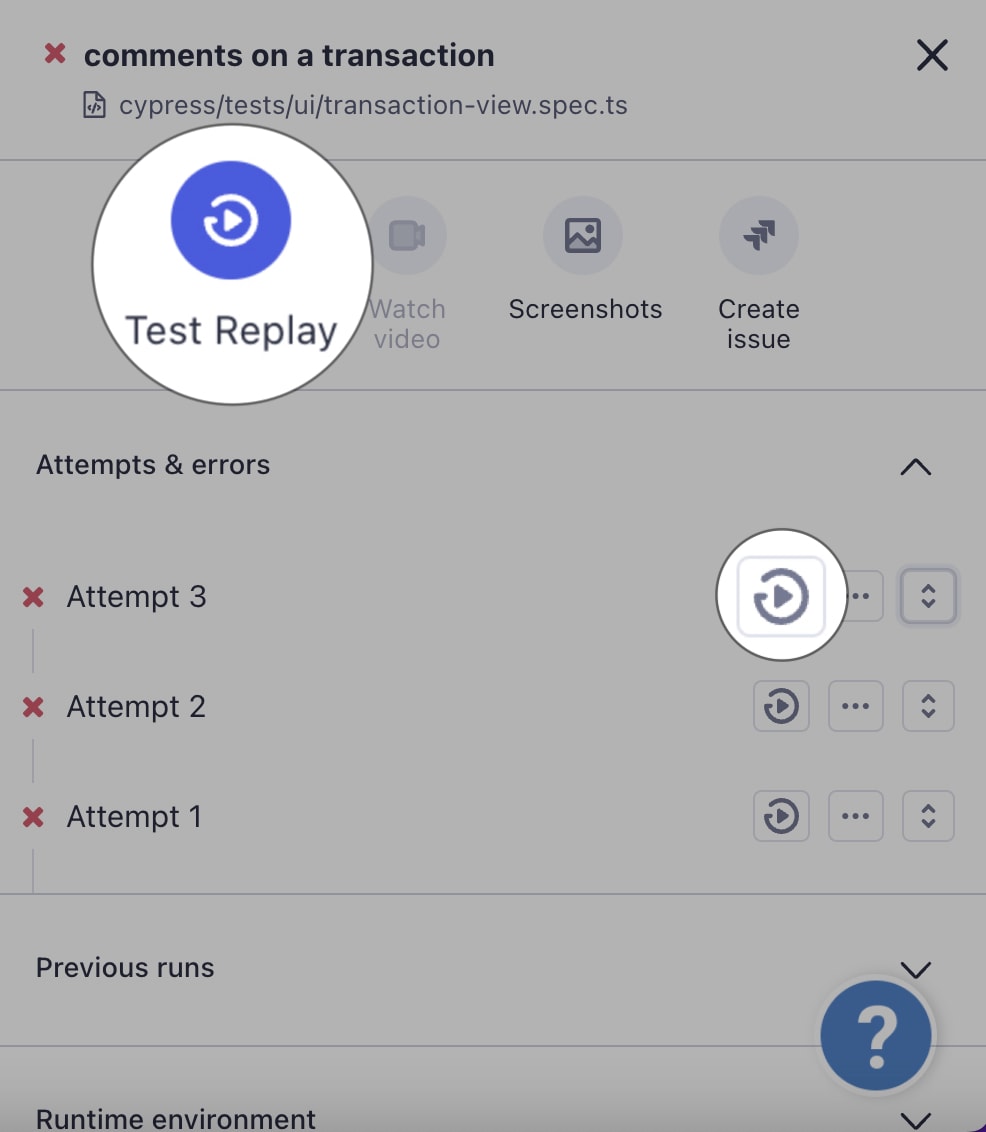 comments on a transaction
cypress/tests/ui/transaction-view.spec.ts
Test Replay
Watch
video
Screenshots
Create
issue
Attempts & errors
Attempt 3
Attempt 2
Attempt 1
Previous runs
?
Runtime environment